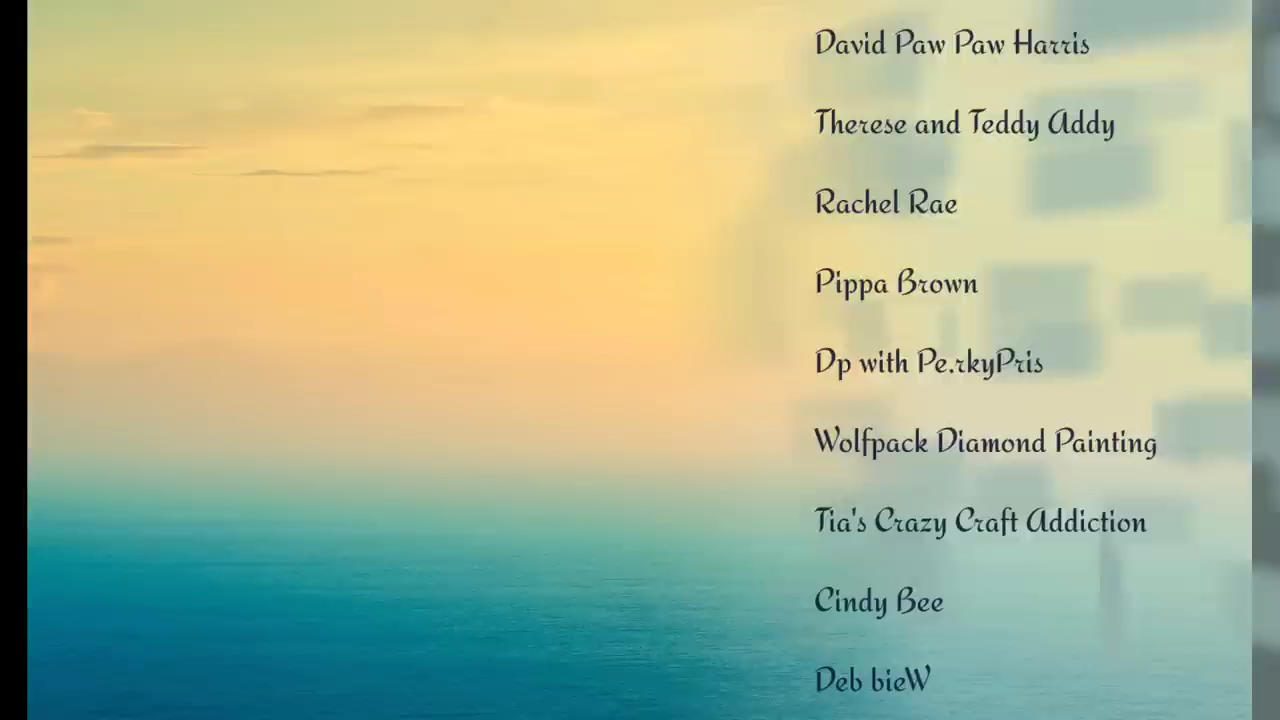 David Paw Paw Harris
Therese and Teddy Addy
Rachel Rae
Pippa Brown
Dp with Pe.rkyPris
Wolfpack Diamond Painting
Tia's Crazy Craft Addiction
Cindy Bee
Deb bieW